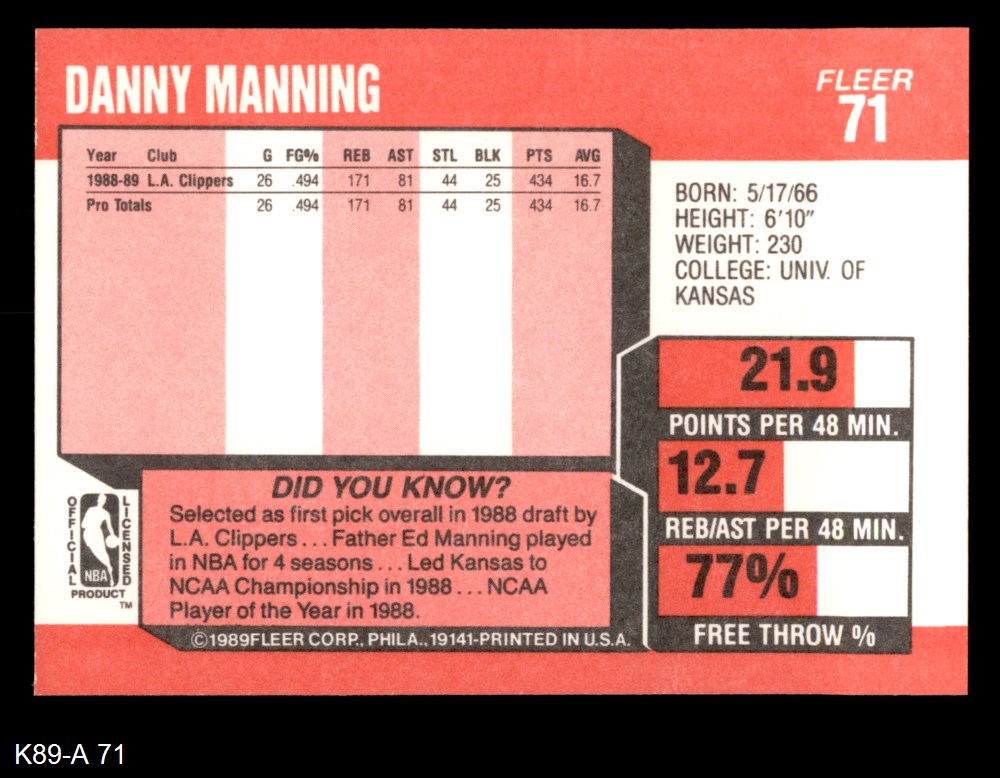 DANNY MANNING
FLEER
71
Year Club G FG% REB AST STL BLK PTS AVG
1988-89 L.A. Clippers 26 .494 171 81 44 25 434 16.7
Pro Totals 26 .494 171 81 44 25 434 16.7
BORN: 5/17/66
HEIGHT: 6'10"
WEIGHT: 230
COLLEGE: UNIV. OF
KANSAS
21.9
POINTS PER 48 MIN.
12.7
REB/AST PER 48 MIN.
77%
FREE THROW %
DID YOU KNOW?
Selected as first pick overall in 1988 draft by
L.A. Clippers... Father Ed Manning played
in NBA for 4 seasons... Led Kansas to
NCAA Championship in 1988... NCAA
Player of the Year in 1988.
OFFICIAL
LICENSED
NBA
PRODUCT
TM
©1989FLEER CORP., PHILA., 19141-PRINTED IN U.S.A.
K89-A 71